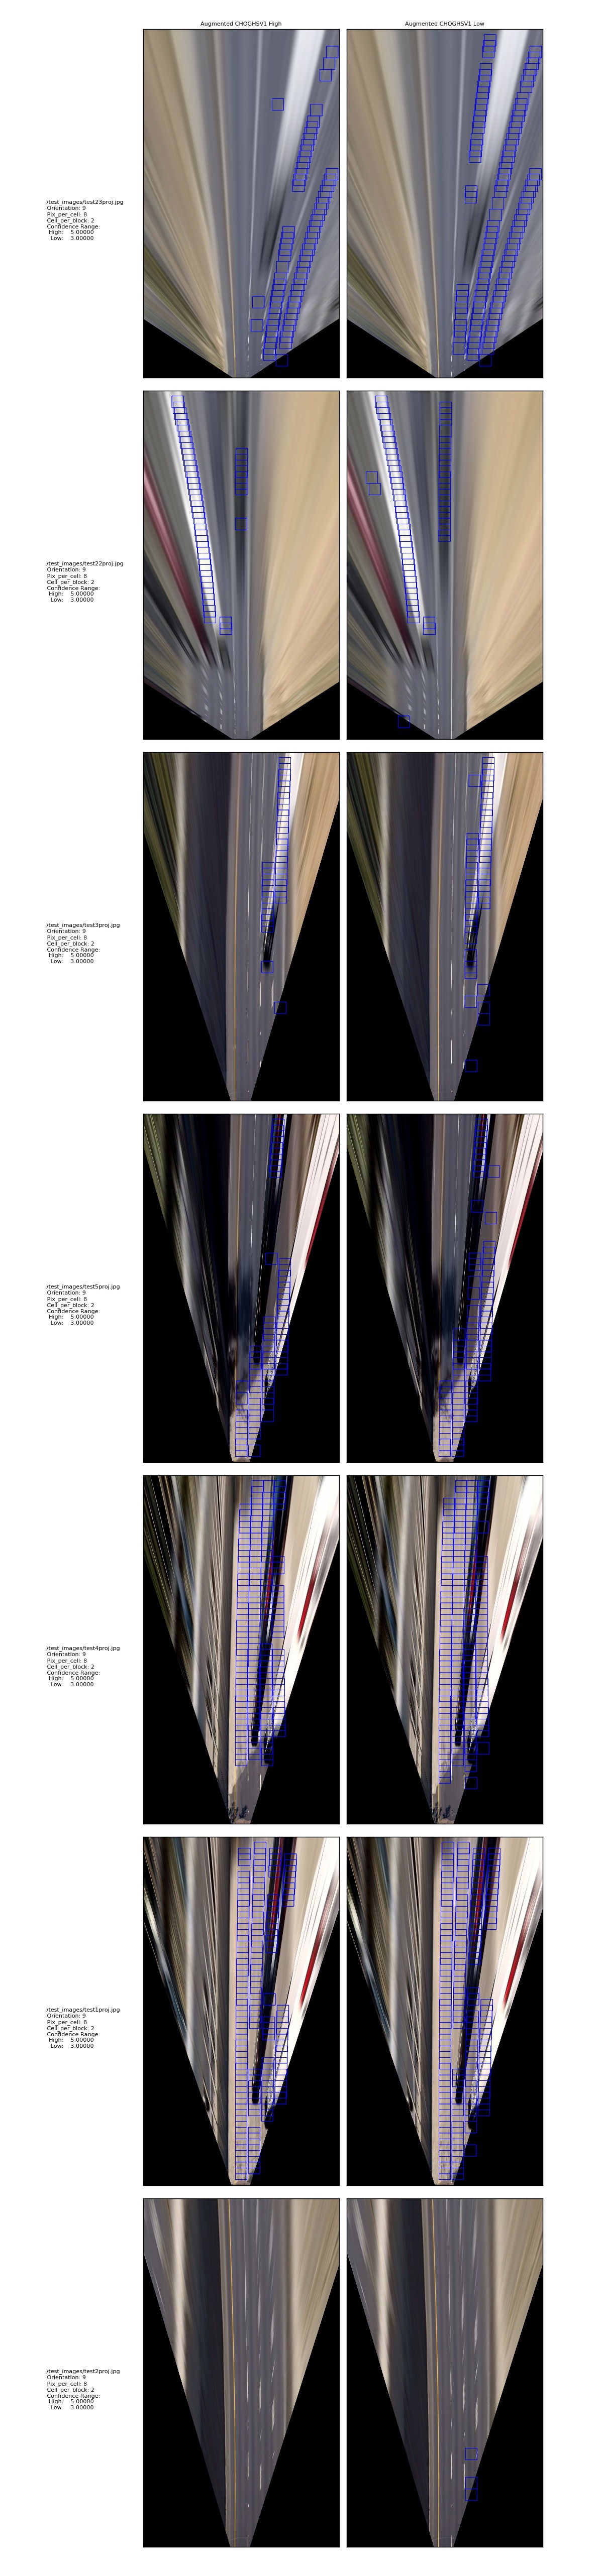 Augmented CHOGHSV1 High
Augmented CHOGHSV1 Low
/test_images/test23proj.jpg
Orientation: 9
Pix_per_cell: 8
Cell_per_block: 2
Confidence Range:
High: 5.00000
Low: 3.00000
/test_images/test22proj.jpg
Orientation: 9
Pix_per_cell: 8
Cell_per_block: 2
Confidence Range:
High: 5.00000
Low: 3.00000
/test_images/test3proj.jpg
Orientation: 9
Pix_per_cell: 8
Cell_per_block: 2
Confidence Range:
High: 5.00000
Low: 3.00000
/test_images/test5proj.jpg
Orientation: 9
Pix_per_cell: 8
Cell_per_block: 2
Confidence Range:
High: 5.00000
Low: 3.00000
/test_images/test4proj.jpg
Orientation: 9
Pix_per_cell: 8
Cell_per_block: 2
Confidence Range:
High: 5.00000
Low: 3.00000
/test_images/test1proj.jpg
Orientation: 9
Pix_per_cell: 8
Cell_per_block: 2
Confidence Range:
High: 5.00000
Low: 3.00000
/test_images/test2proj.jpg
Orientation: 9
Pix_per_cell: 8
Cell_per_block: 2
Confidence Range:
High: 5.00000
Low: 3.00000